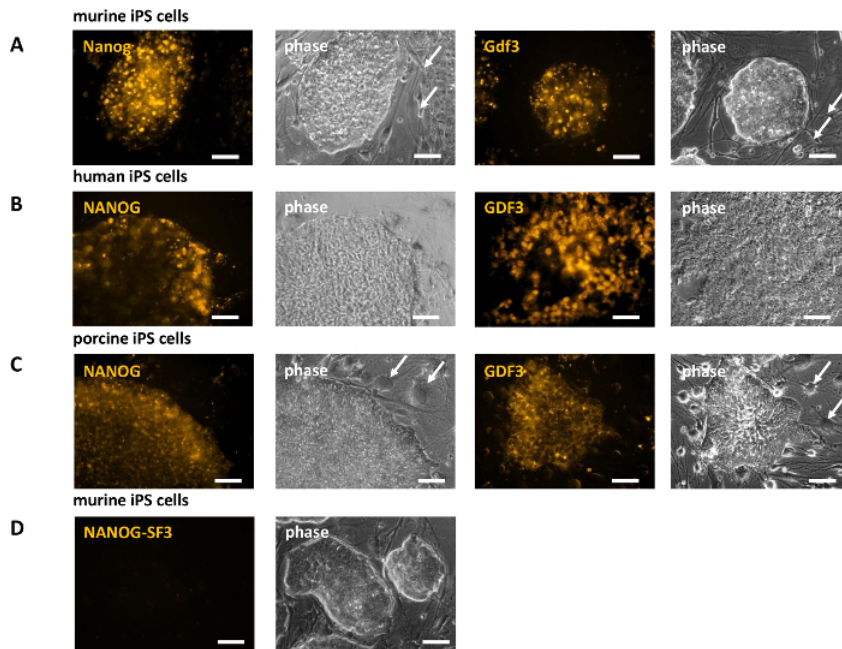 murine iPS cells
A
Nanog
phase
Gdf3
phase
human iPS cells
B
NANOG
phase
GDF3
phase
porcine iPS cells
C
NANOG
phase
GDF3
phase
murine iPS cells
D
NANOG-SF3
phase